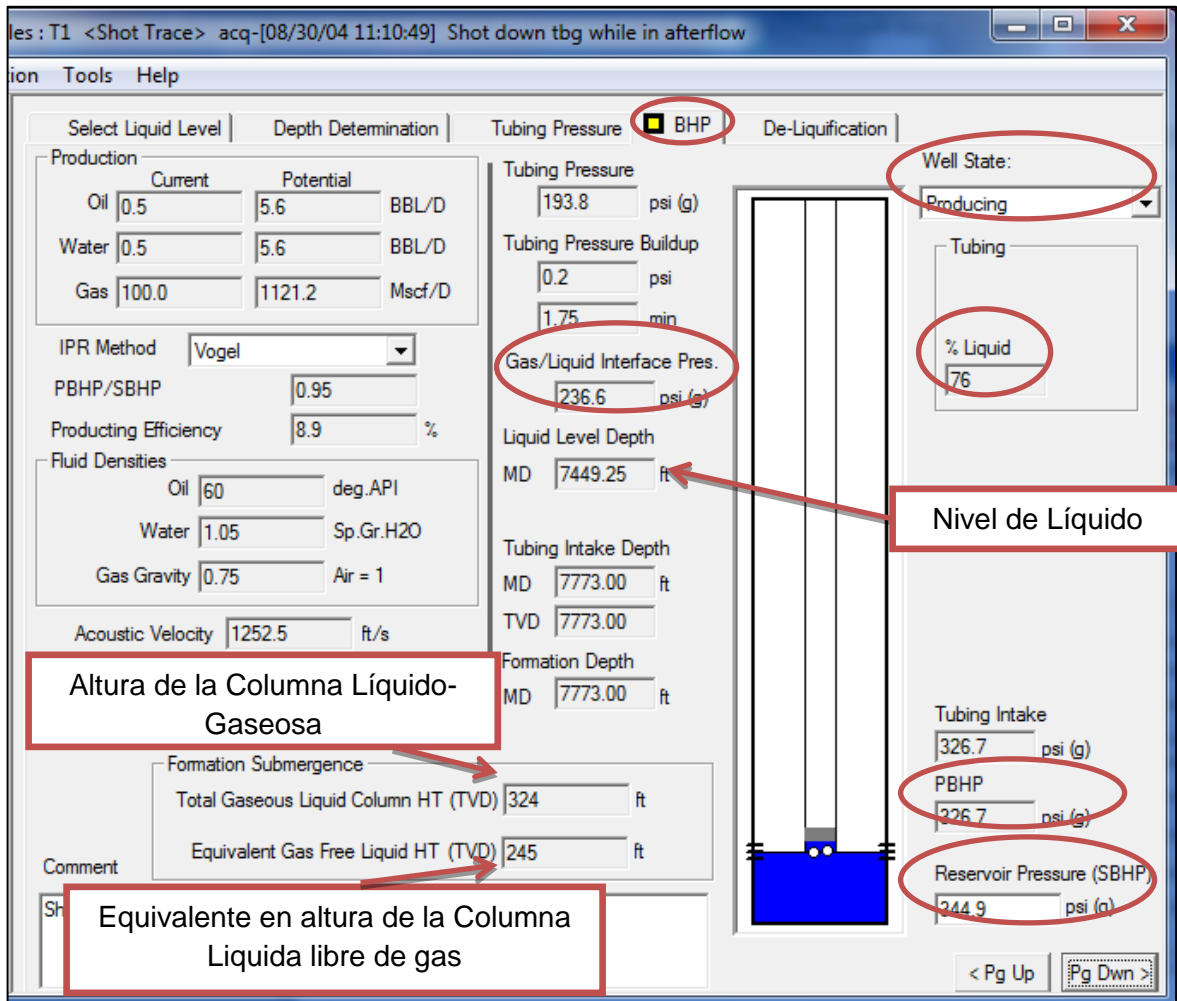 les : T1 <Shot Trace> acq-[08/30/04 11:10:49] Shot down tbg while in afterflow
ion Tools Help
Select Liquid Level Depth Determination Tubing Pressure BHP De-Liquification
Production
Current Potential
Oil 0.5 5.6 BBL/D
Water 0.5 5.6 BBL/D
Gas 100.0 1121.2 Mscf/D
IPR Method Vogel
PBHP/SBHP 0.95
Producting Efficiency 8.9 %
Fluid Densities
Oil 60 deg.API
Water 1.05 Sp.Gr.H2O
Gas Gravity 0.75 Air = 1
Acoustic Velocity 1252.5 ft/s
Altura de la Columna Líquido-
Gaseosa
Formation Submergence
Total Gaseous Liquid Column HT (TVD) 324 ft
Equivalent Gas Free Liquid HT (TVD) 245 ft
Comment
Sh
Equivalente en altura de la Columna
Liquida libre de gas
Tubing Pressure
193.8 psi (g)
Tubing Pressure Buildup
0.2 psi
1.75 min
Gas/Liquid Interface Pres.
236.6 psi (g)
Liquid Level Depth
MD 7449.25 ft
Tubing Intake Depth
MD 7773.00 ft
TVD 7773.00
Formation Depth
MD 7773.00 ft
Well State:
Producing
Tubing
% Liquid
76
Nivel de Líquido
Tubing Intake
326.7 psi (g)
PBHP
326.7 psi (g)
Reservoir Pressure (SBHP)
344.9 psi (g)
< Pg Up Pg Dwn >